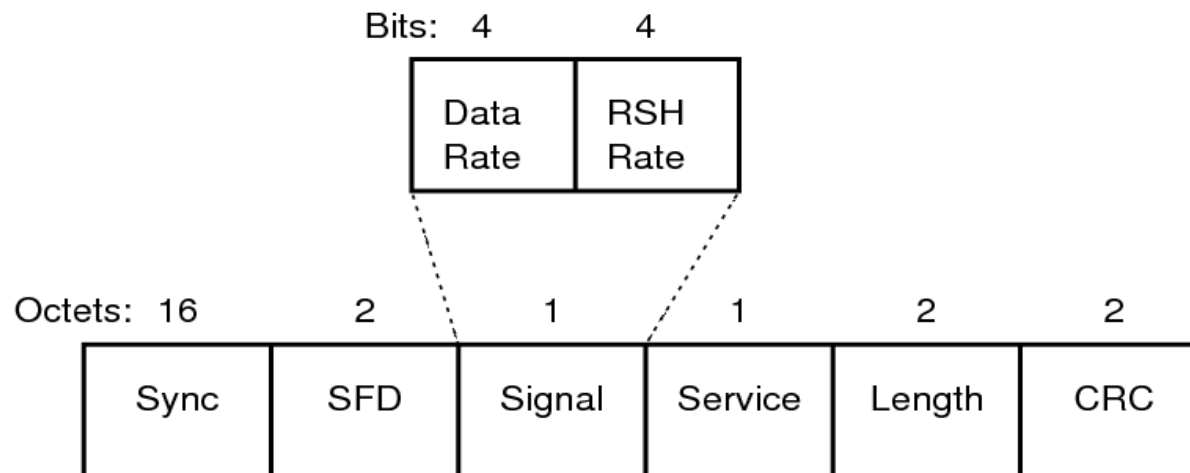 Bits: 4 4
Data RSH
Rate Rate
Octets: 16 2 1 1 2 2
Sync SFD Signal Service Length CRC